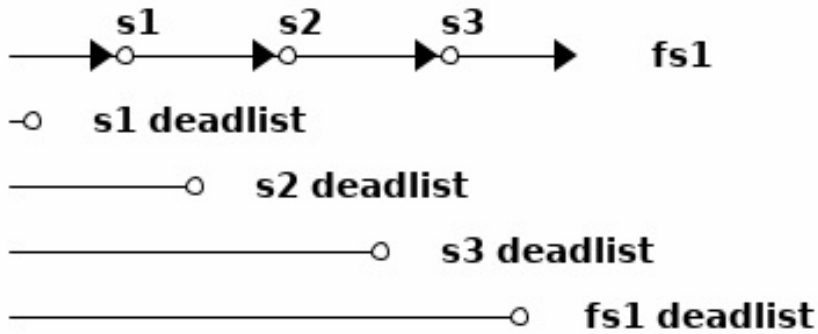 s1 s2 s3
fs1
s1 deadlist
s2 deadlist
s3 deadlist
fs1 deadlist